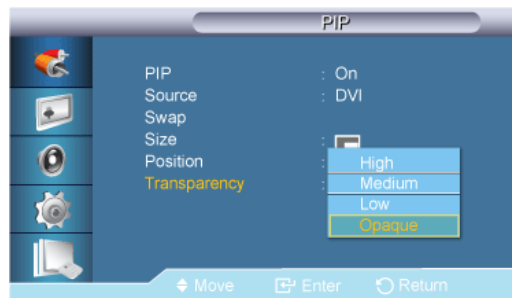 PIP
PIP : On
Source : DVI
Swap
Size :
Position :
Transparency :
High
Medium
Low
Opaque
Move Enter Return